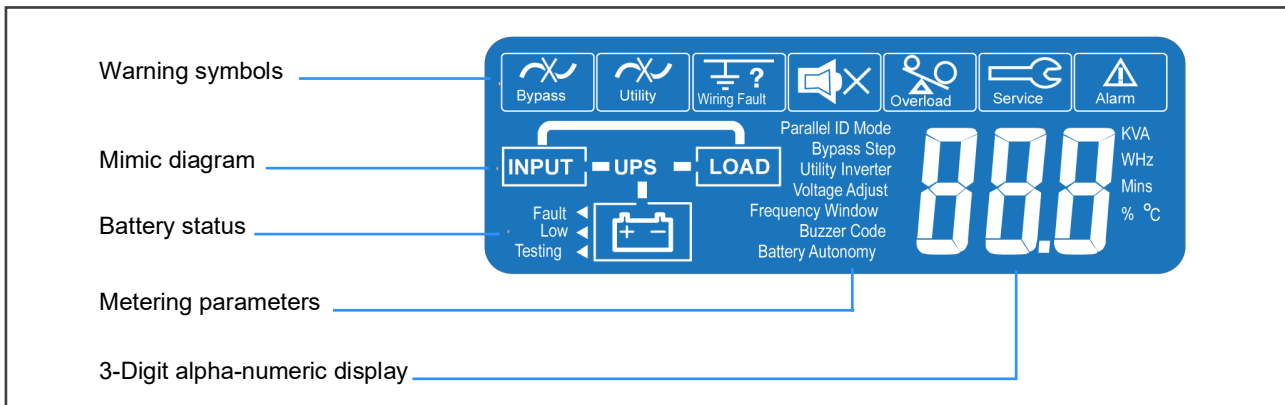 Warning symbols
Bypass
Utility
?
Wiring Fault
Overload
Service
Alarm
Mimic diagram
INPUT
UPS
LOAD
Parallel ID Mode
Bypass Step
Utility Inverter
Voltage Adjust
Frequency Window
Buzzer Code
Battery Autonomy
88.8
KVA
WHz
Mins
% °C
Battery status
Fault
Low
Testing
+ −
Metering parameters
3-Digit alpha-numeric display